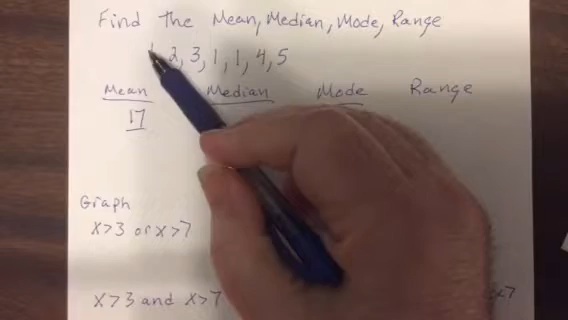 Find the Mean, Median, Mode, Range
1, 2, 3, 1, 1, 4, 5
Mean Median Mode Range
17
Graph
x>3 or x>7
x>3 and x>7